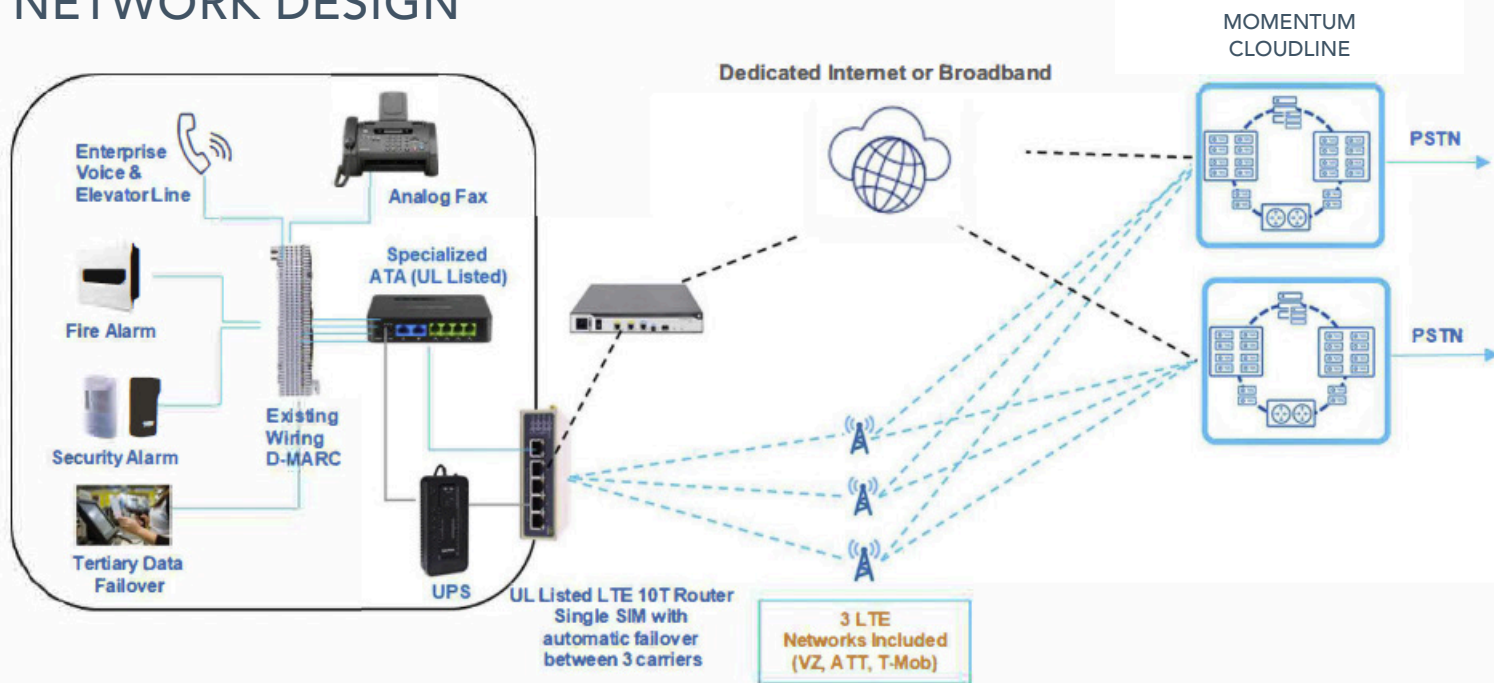 NETWORK DESIGN
MOMENTUM
CLOUDLINE
Dedicated Internet or Broadband
Enterprise
Voice &
Elevator Line
Analog Fax
PSTN
Specialized
ATA (UL Listed)
Fire Alarm
PSTN
Existing
Wiring
D-MARC
Security Alarm
Tertiary Data
Failover
UPS
UL Listed LTE 10T Router
Single SIM with
automatic failover
between 3 carriers
3 LTE
Networks Included
(VZ, ATT, T-Mob)